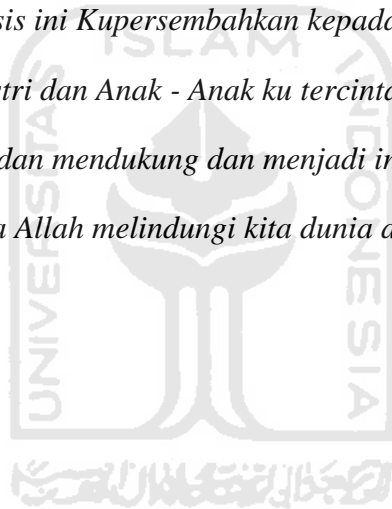 sis ini Kupersembahkan kepada
tri dan Anak - Anak ku tercinta
dan mendukung dan menjadi in
a Allah melindungi kita dunia d
ISLAM
UNIVERSITAS
INDONESIA